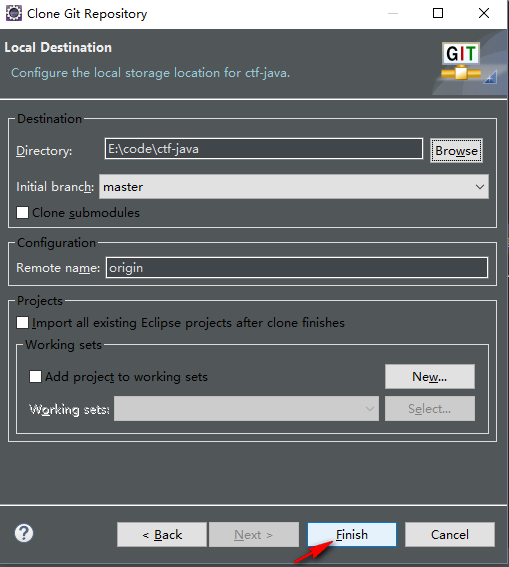 Clone Git Repository
Local Destination
Configure the local storage location for ctf-java.
GIT
Destination
Directory: E:\code\ctf-java Browse
Initial branch: master
Clone submodules
Configuration
Remote name: origin
Projects
Import all existing Eclipse projects after clone finishes
Working sets
Add project to working sets New...
Working sets: Select...
? < Back Next > Finish Cancel